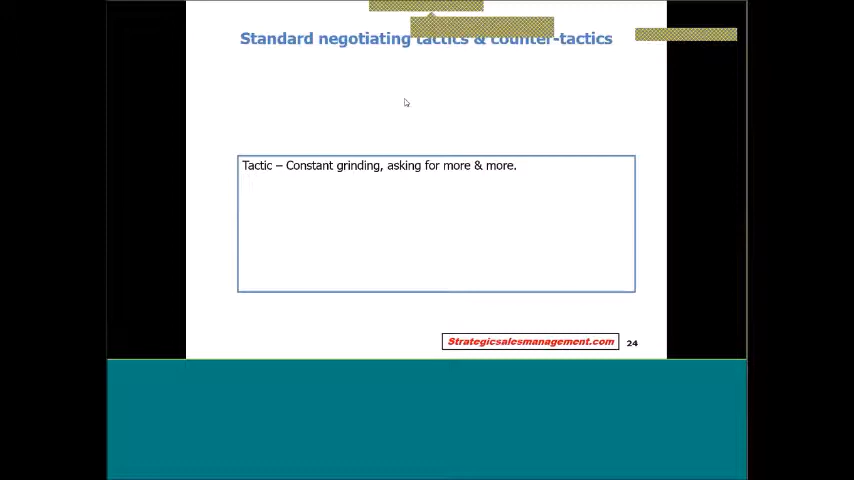 Standard negotiating tactics & counter-tactics
Tactic – Constant grinding, asking for more & more.
Strategicsalesmanagement.com
24